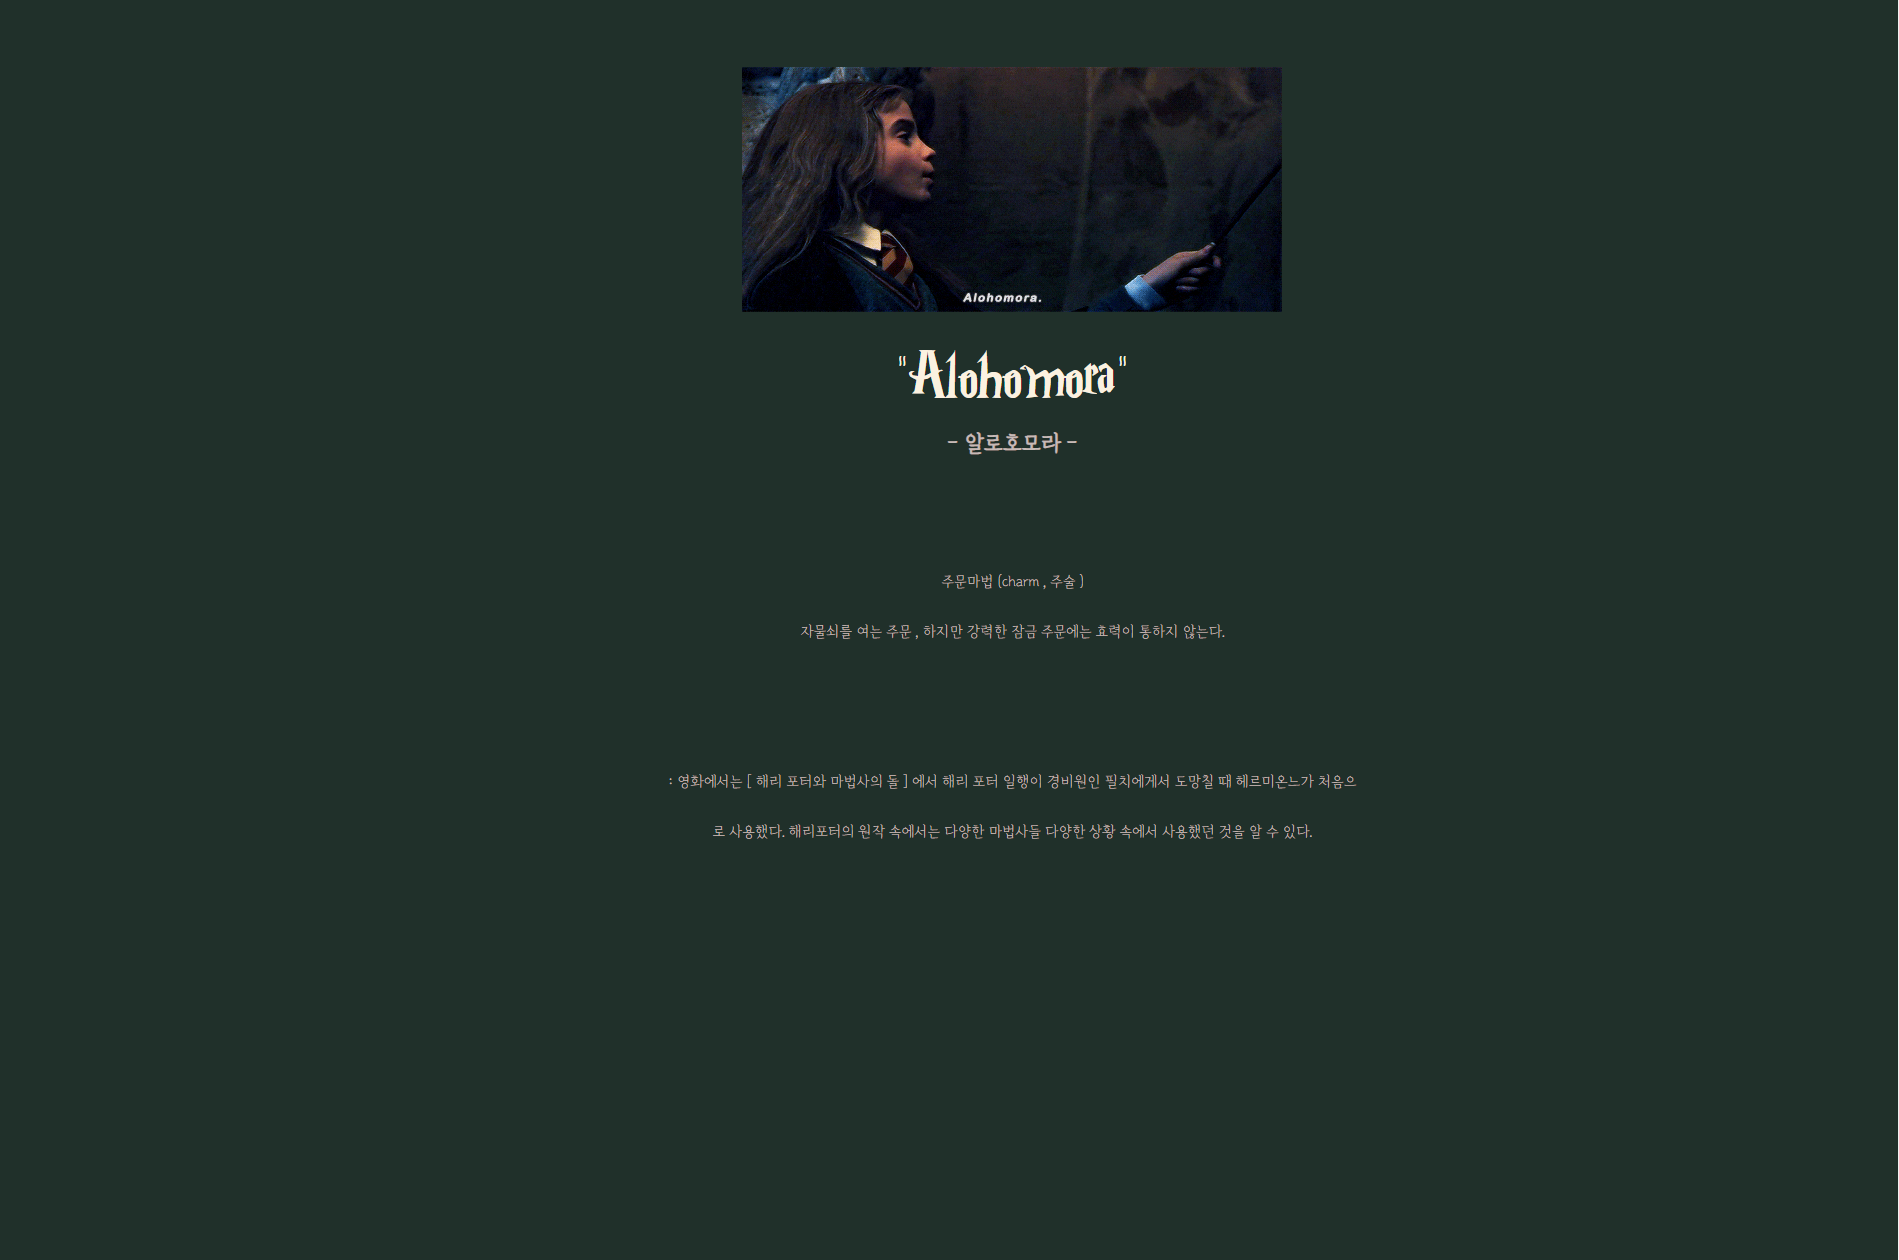 Alohomora.
"Alohomora"
- 알로호모라 -
주문마법 (charm , 주술 )
자물쇠를 여는 주문 , 하지만 강력한 잠금 주문에는 효력이 통하지 않는다.
: 영화에서는 [ 해리 포터와 마법사의 돌 ] 에서 해리 포터 일행이 경비원인 필치에게서 도망칠 때 헤르미온느가 처음으
로 사용했다. 해리포터의 원작 속에서는 다양한 마법사들 다양한 상황 속에서 사용했던 것을 알 수 있다.